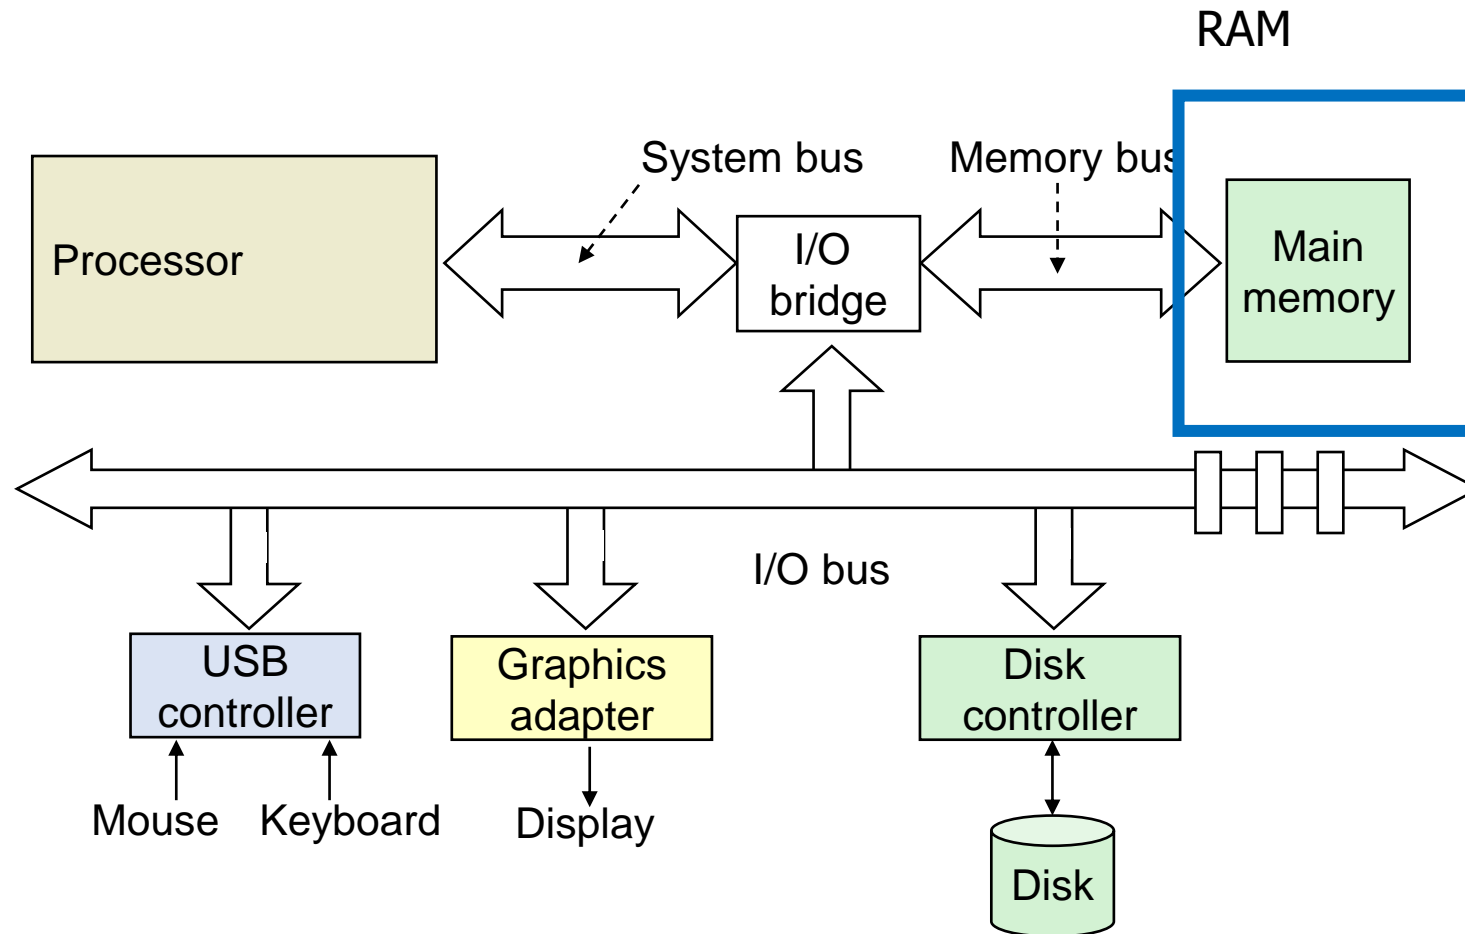 RAM
System bus
Memory bus
Processor
I/O
bridge
Main
memory
I/O bus
USB
controller
Graphics
adapter
Disk
controller
Mouse
Keyboard
Display
Disk